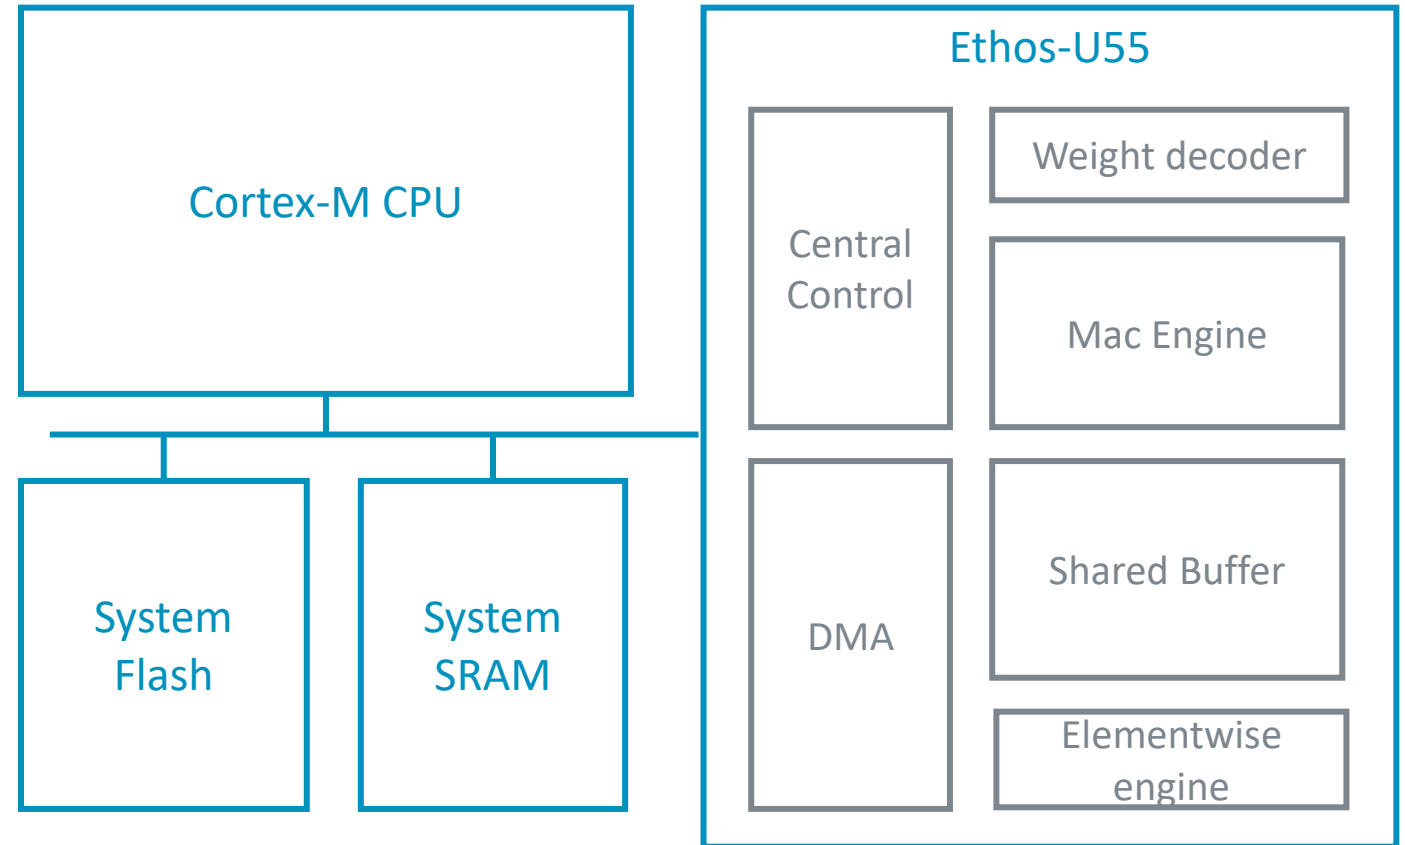 Cortex-M CPU
System
Flash
System
SRAM
Ethos-U55
Central
Control
DMA
Weight decoder
Mac Engine
Shared Buffer
Elementwise
engine